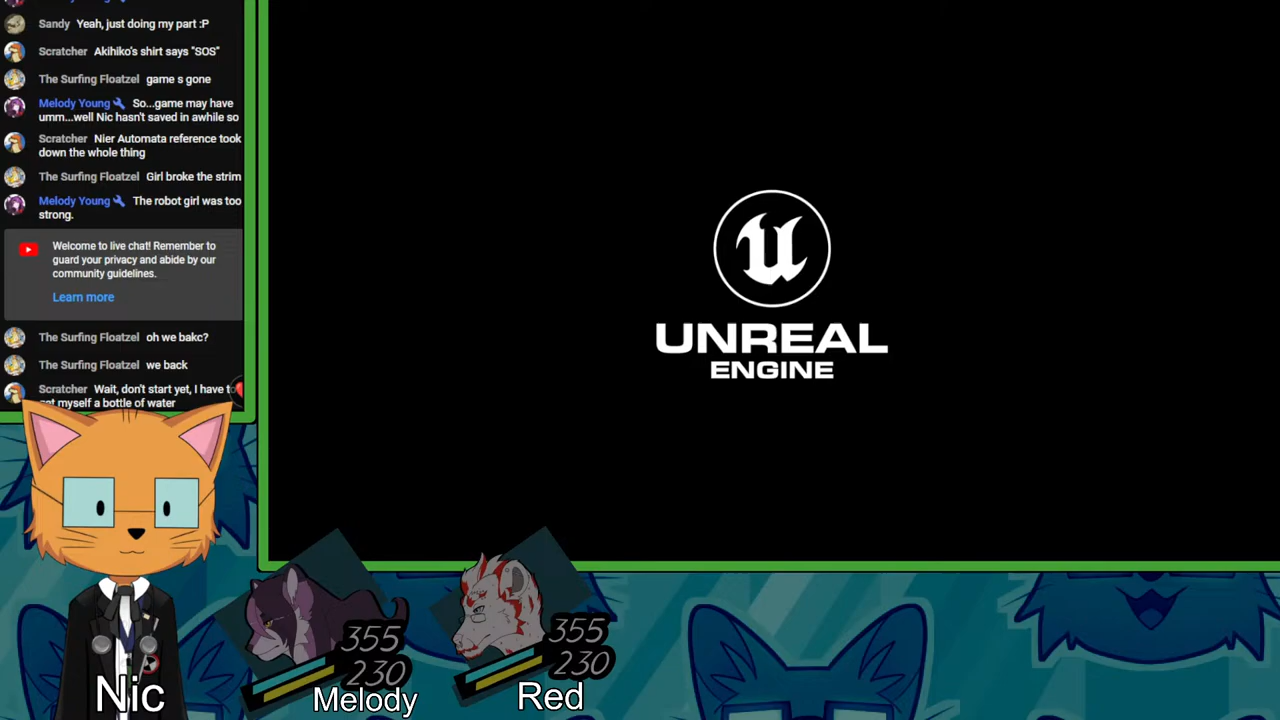 Sandy Yeah, just doing my part :P
Scratcher Akihiko's shirt says "SOS"
The Surfing Floatzel game s gone
Melody Young So...game may have
umm...well Nic hasn't saved in awhile so
Scratcher Nier Automata reference took
down the whole thing
The Surfing Floatzel Girl broke the strim
Melody Young The robot girl was too
strong.
Welcome to live chat! Remember to
guard your privacy and abide by our
community guidelines.
Learn more
The Surfing Floatzel oh we bakc?
The Surfing Floatzel we back
Scratcher Wait, don't start yet, I have to
get myself a bottle of water
UNREAL
ENGINE
Nic
355
230
Melody
355
230
Red